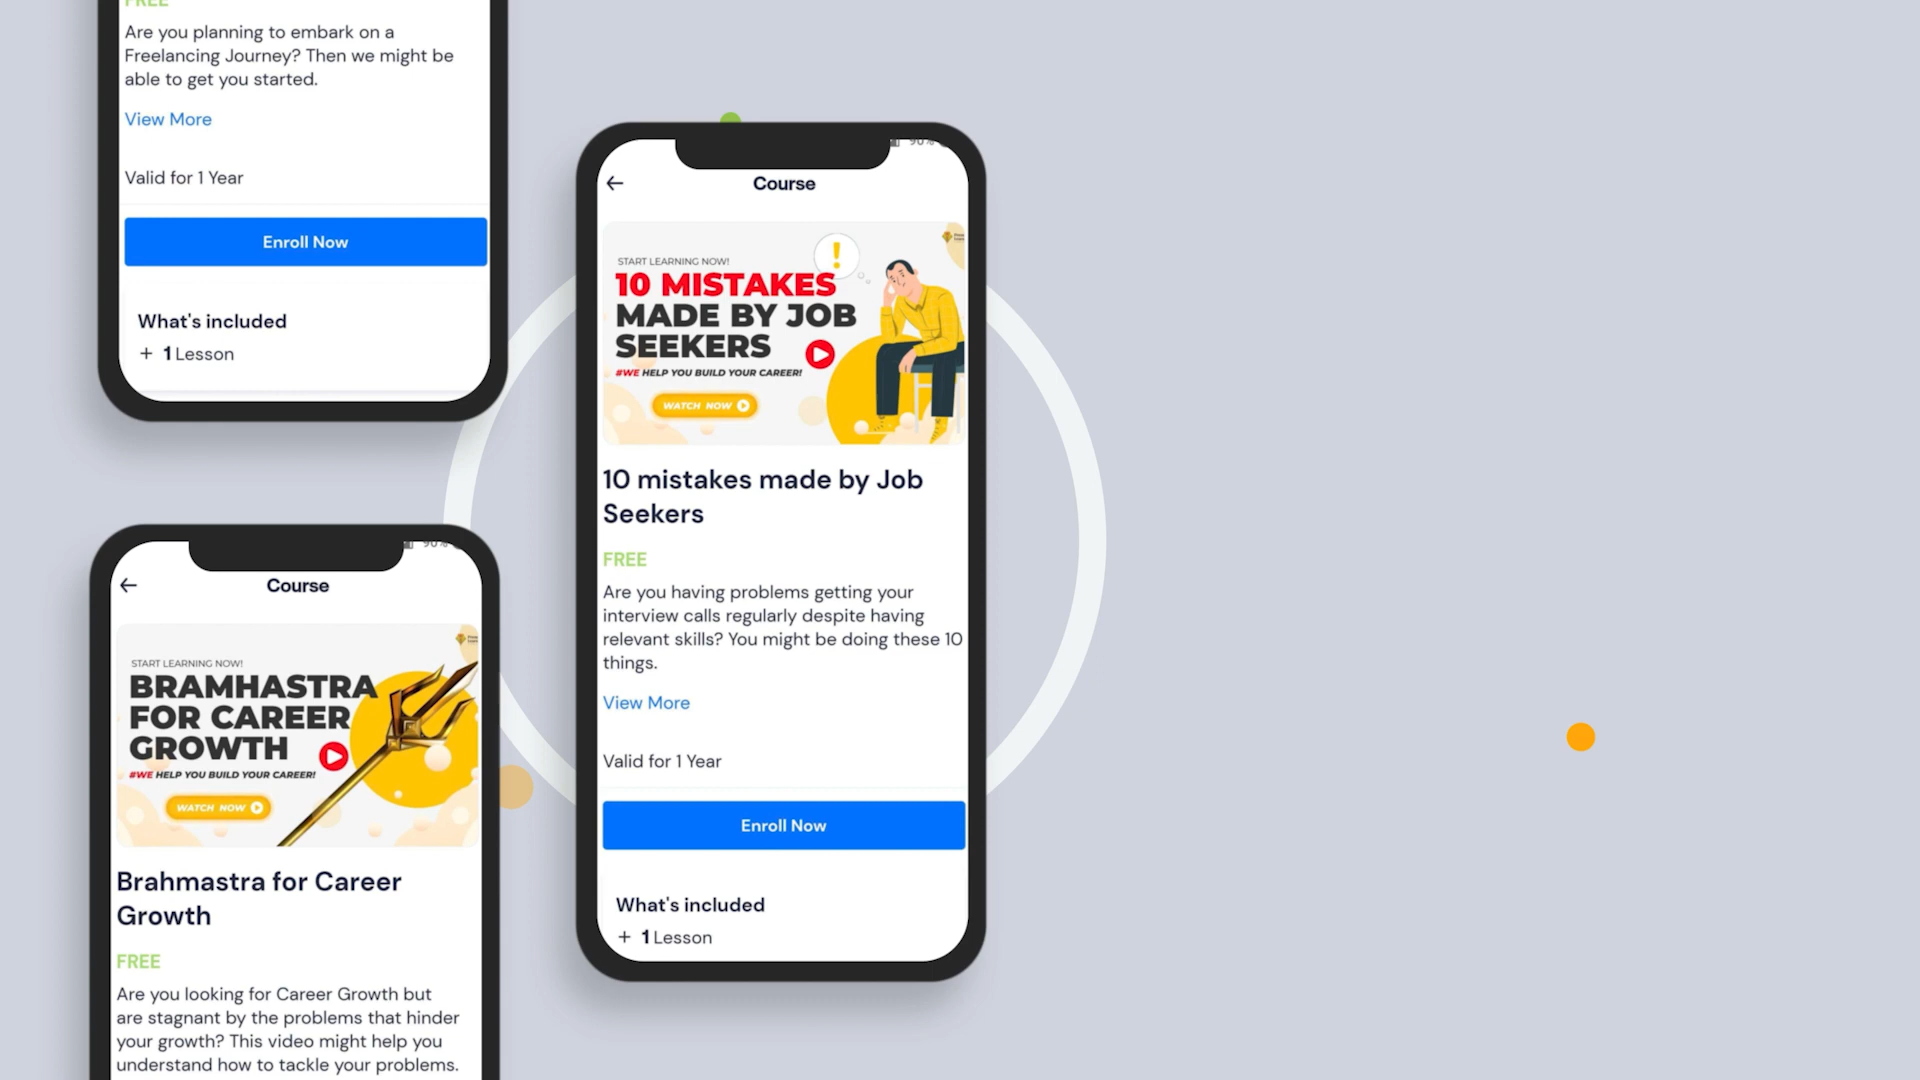 FREE
Are you planning to embark on a
Freelancing Journey? Then we might be
able to get you started.
View More
Valid for 1 Year
Enroll Now
What's included
+ 1 Lesson
90%
Course
START LEARNING NOW!
BRAMHASTRA
FOR CAREER
GROWTH
#WE HELP YOU BUILD YOUR CAREER!
WATCH NOW
Brahmastra for Career
Growth
FREE
Are you looking for Career Growth but
are stagnant by the problems that hinder
your growth? This video might help you
understand how to tackle your problems.
90%
Course
START LEARNING NOW!
!
10 MISTAKES
MADE BY JOB
SEEKERS
#WE HELP YOU BUILD YOUR CAREER!
WATCH NOW
10 mistakes made by Job
Seekers
FREE
Are you having problems getting your
interview calls regularly despite having
relevant skills? You might be doing these 10
things.
View More
Valid for 1 Year
Enroll Now
What's included
+ 1 Lesson